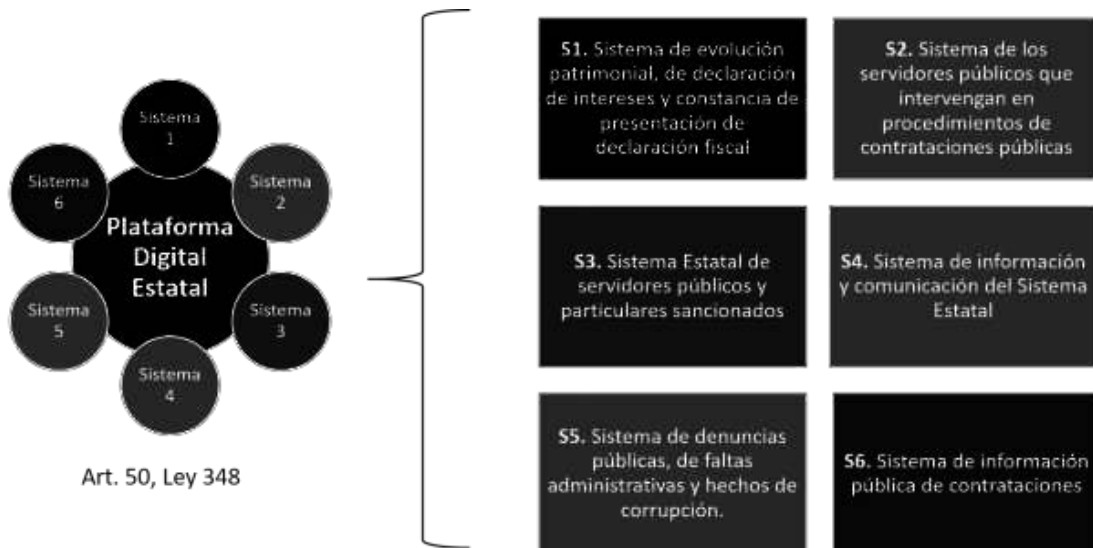 Sistema
1
Sistema
2
Sistema
3
Sistema
4
Sistema
5
Sistema
6
Plataforma
Digital
Estatal
Art. 50, Ley 348
S1. Sistema de evolución
patrimonial, de declaración
de intereses y constancia de
presentación de
declaración fiscal
S2. Sistema de los
servidores públicos que
intervengan en
procedimientos de
contrataciones públicas
S3. Sistema Estatal de
servidores públicos y
particulares sancionados
S4. Sistema de información
y comunicación del Sistema
Estatal
S5. Sistema de denuncias
públicas, de faltas
administrativas y hechos de
corrupción.
S6. Sistema de información
pública de contrataciones